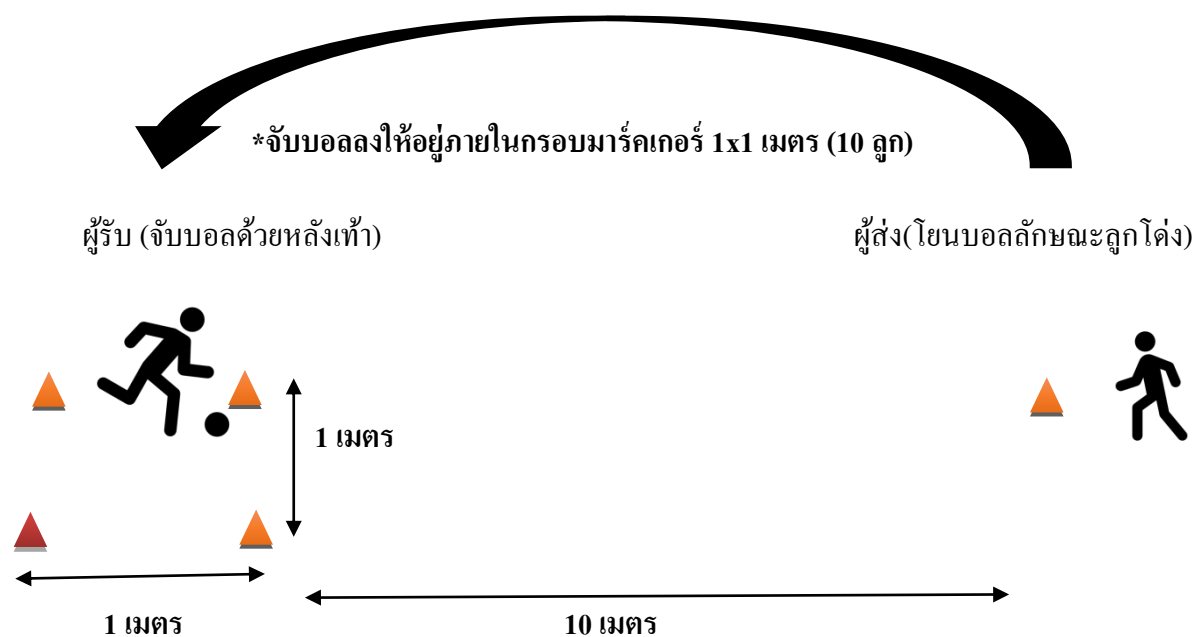 *จับบอลลงให้อยู่ภายในกรอบมาร์คเกอร์ 1x1 เมตร (10 ลูก)
ผู้รับ (จับบอลด้วยหลังเท้า)
ผู้ส่ง(โยนบอลลักษณะลูกโด่ง)
1 เมตร
1 เมตร
10 เมตร